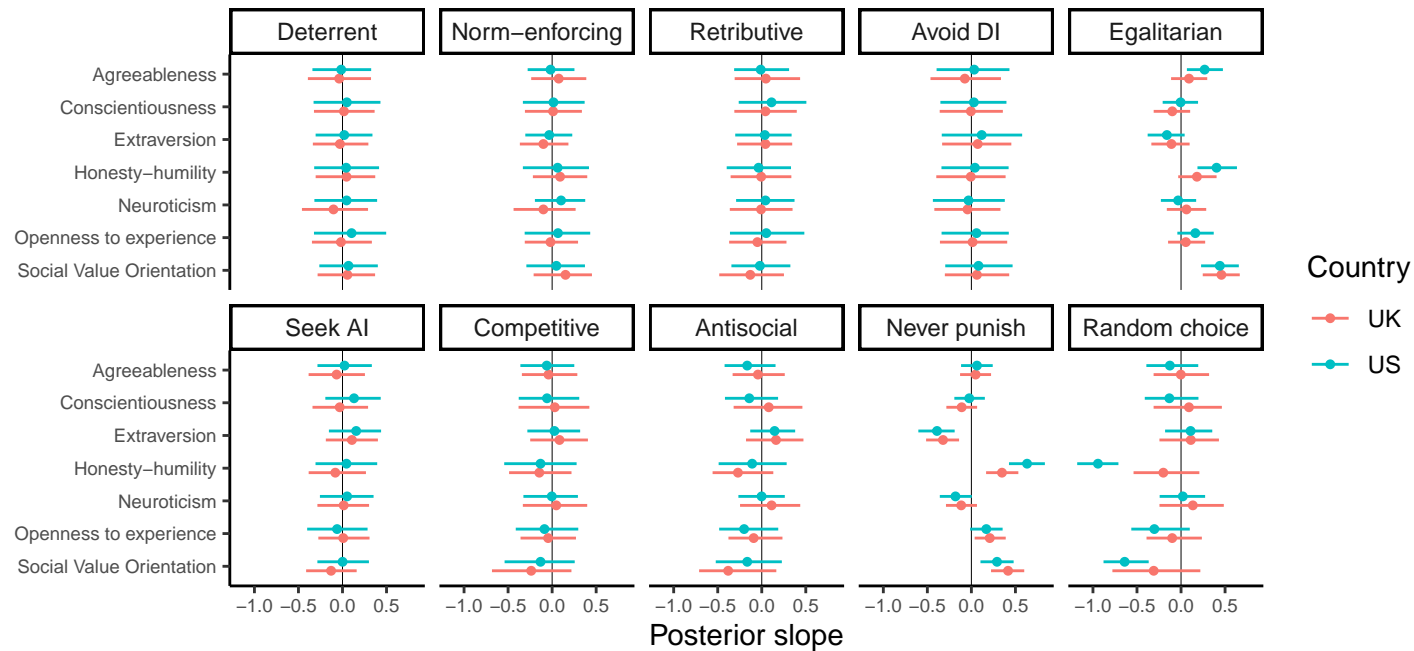 Deterrent Norm−enforcing Retributive Avoid DI Egalitarian
Agreeableness
Conscientiousness
Extraversion
Honesty−humility
Neuroticism
Openness to experience
Social Value Orientation
Seek AI Competitive Antisocial Never punish Random choice
Agreeableness
Conscientiousness
Extraversion
Honesty−humility
Neuroticism
Openness to experience
Social Value Orientation
−1.0 −0.5 0.0 0.5 −1.0 −0.5 0.0 0.5 −1.0 −0.5 0.0 0.5 −1.0 −0.5 0.0 0.5 −1.0 −0.5 0.0 0.5
Posterior slope
Country
UK
US